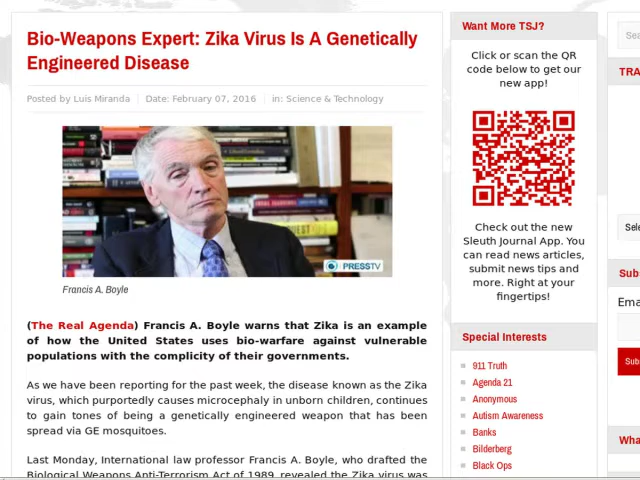 Bio-Weapons Expert: Zika Virus Is A Genetically
Engineered Disease
Posted by Luis Miranda
Date: February 07, 2016
in: Science & Technology
PRESSTV
Francis A. Boyle
(The Real Agenda) Francis A. Boyle warns that Zika is an example
of how the United States uses bio-warfare against vulnerable
populations with the complicity of their governments.
As we have been reporting for the past week, the disease known as the Zika
virus, which purportedly causes microcephaly in unborn children, continues
to gain tones of being a genetically engineered weapon that has been
spread via GE mosquitoes.
Last Monday, International law professor Francis A. Boyle, who drafted the
Biological Weapons Anti-Terrorism Act of 1989, revealed the Zika virus was
Want More TSJ?
Click or scan the QR
code below to get our
new app!
Check out the new
Sleuth Journal App. You
can read news articles,
submit news tips and
more. Right at your
fingertips!
Special Interests
911 Truth
Agenda 21
Anonymous
Autism Awareness
Banks
Bilderberg
Black Ops
Sea
TRA
Sele
Sub
Ema
Sub
Wha